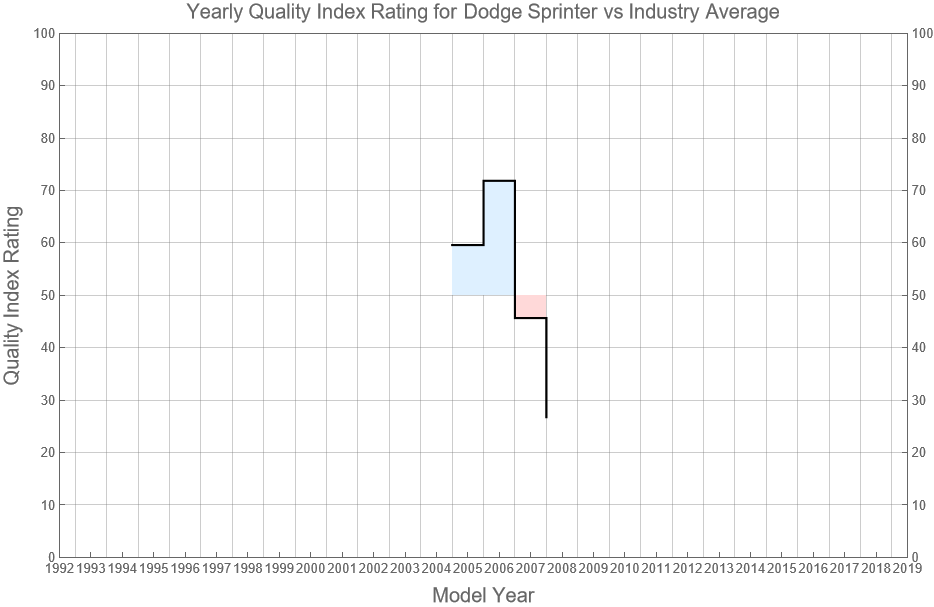 Yearly Quality Index Rating for Dodge Sprinter vs Industry Average
100 100
90 90
80 80
70 70
60 60
50 50
40 40
30 30
20 20
10 10
0 0
Quality Index Rating
1992 1993 1994 1995 1996 1997 1998 1999 2000 2001 2002 2003 2004 2005 2006 2007 2008 2009 2010 2011 2012 2013 2014 2015 2016 2017 2018 2019
Model Year